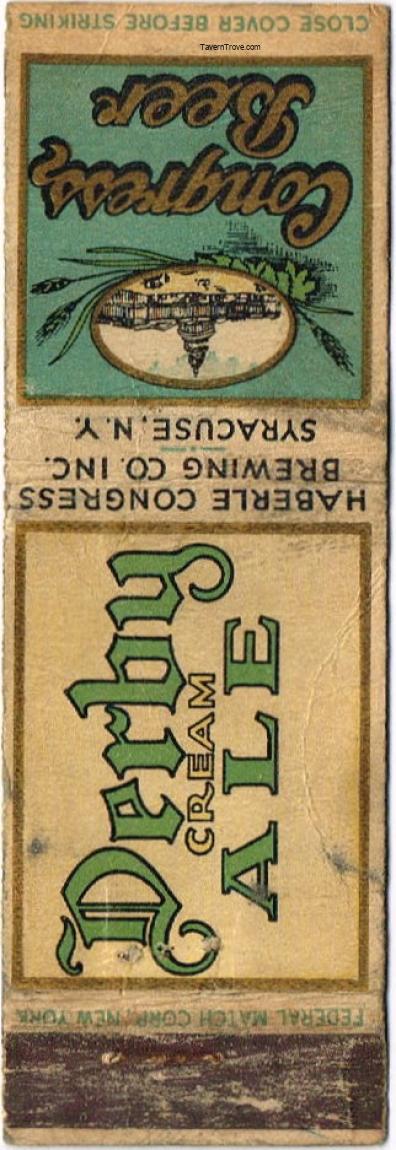 CLOSE COVER BEFORE STRIKING
TavernTrove.com
Congress
Beer
HABERLE CONGRESS
BREWING CO. INC.
SYRACUSE, N.Y.
Derby
CREAM
ALE
FEDERAL MATCH CORP., NEW YORK